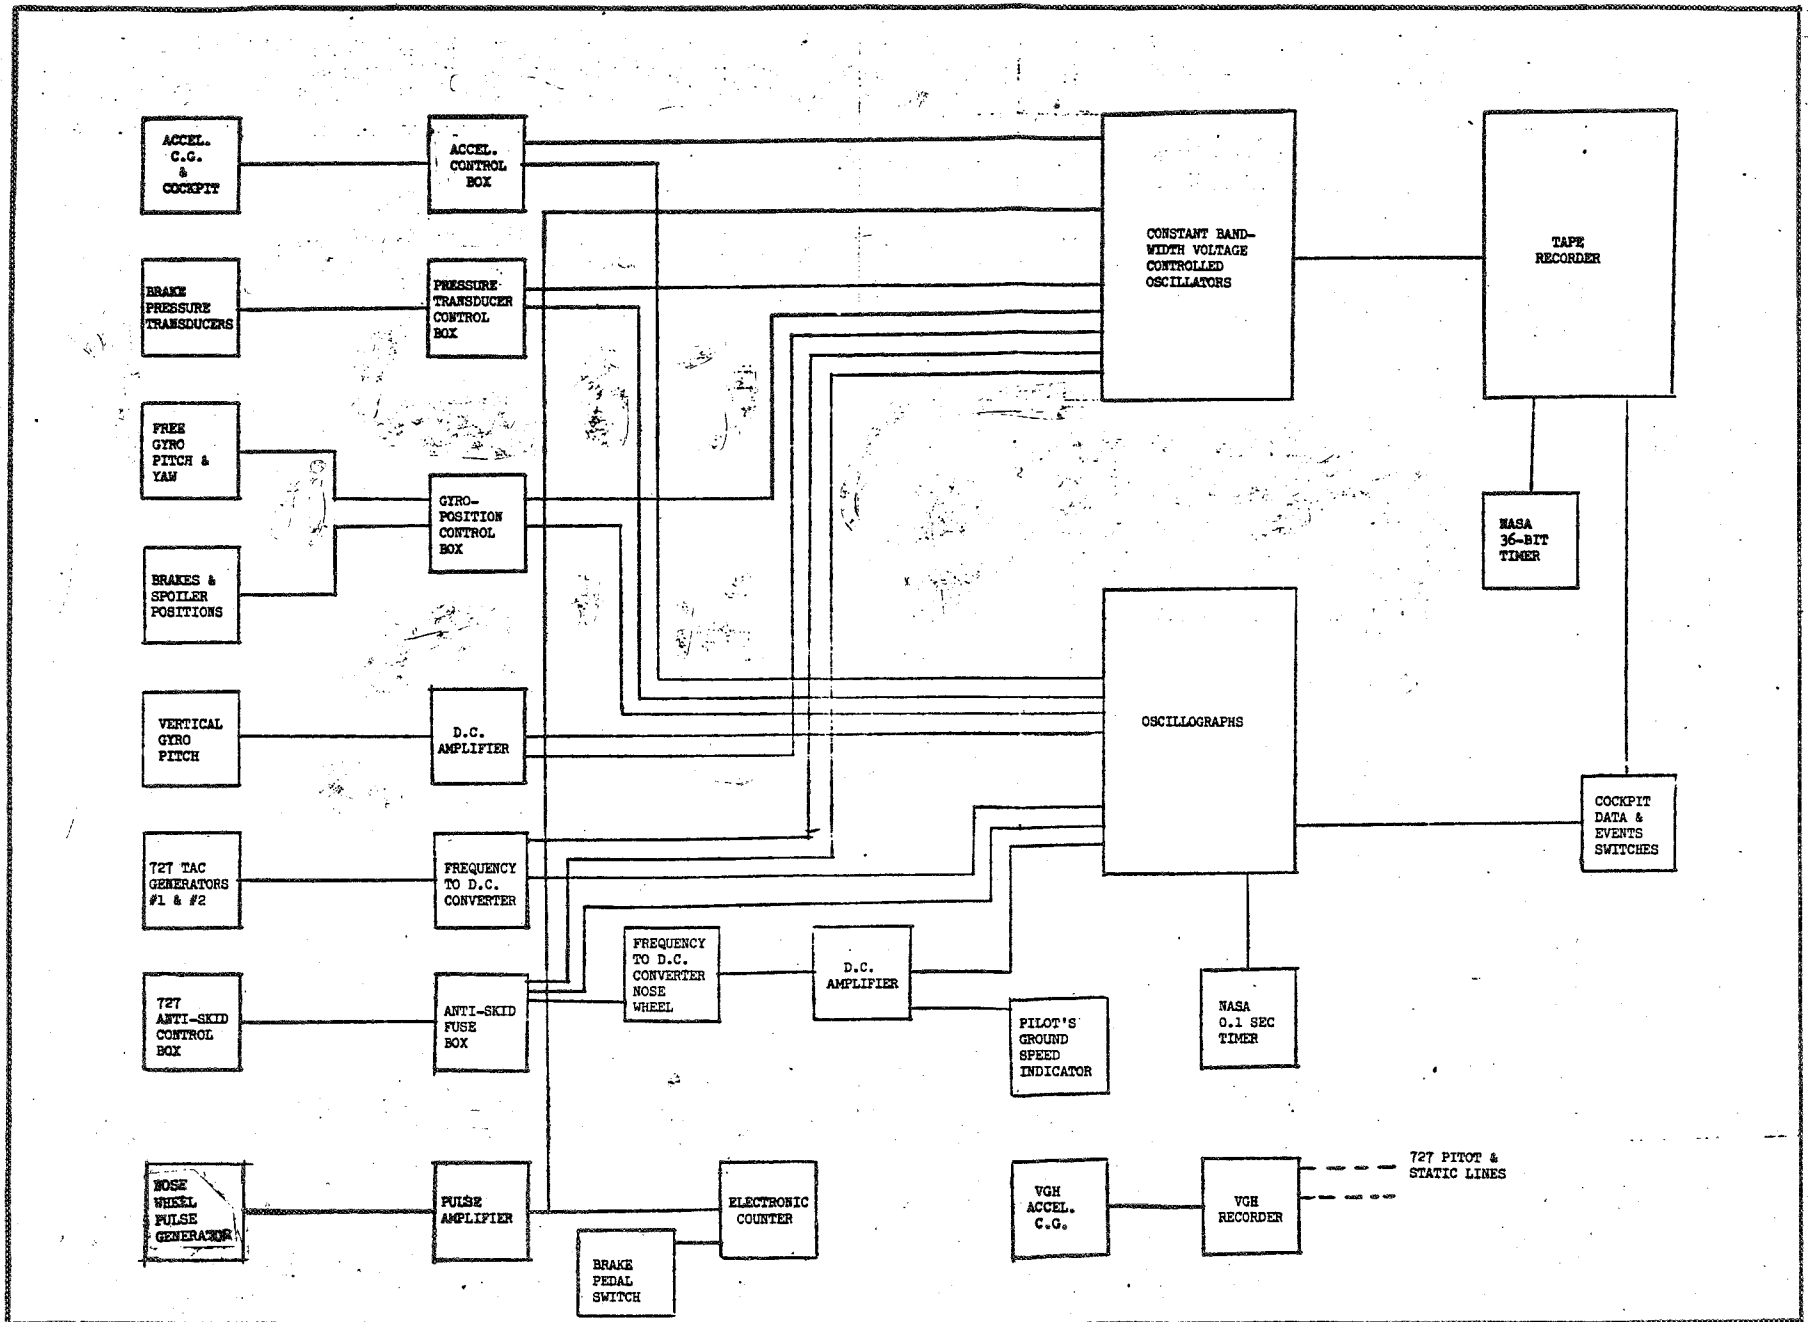 ACCEL.
C.G.
&
COCKPIT
ACCEL.
CONTROL
BOX
CONSTANT BAND-
WIDTH VOLTAGE
CONTROLLED
OSCILLATORS
TAPE
RECORDER
BRAKE
PRESSURE
TRANSDUCERS
PRESSURE-
TRANSDUCER
CONTROL
BOX
FREE
GYRO
PITCH &
YAW
GYRO-
POSITION
CONTROL
BOX
NASA
36-BIT
TIMER
BRAKES &
SPOILER
POSITIONS
VERTICAL
GYRO
PITCH
D.C.
AMPLIFIER
OSCILLOGRAPHS
COCKPIT
DATA &
EVENTS
SWITCHES
727 TAC
GENERATORS
#1 & #2
FREQUENCY
TO D.C.
CONVERTER
FREQUENCY
TO D.C.
CONVERTER
NOSE
WHEEL
D.C.
AMPLIFIER
727
ANTI-SKID
CONTROL
BOX
ANTI-SKID
FUSE
BOX
PILOT'S
GROUND
SPEED
INDICATOR
NASA
0.1 SEC
TIMER
NOSE
WHEEL
PULSE
GENERATOR
PULSE
AMPLIFIER
ELECTRONIC
COUNTER
BRAKE
PEDAL
SWITCH
VGH
ACCEL.
C.G.
VGH
RECORDER
727 PITOT &
STATIC LINES